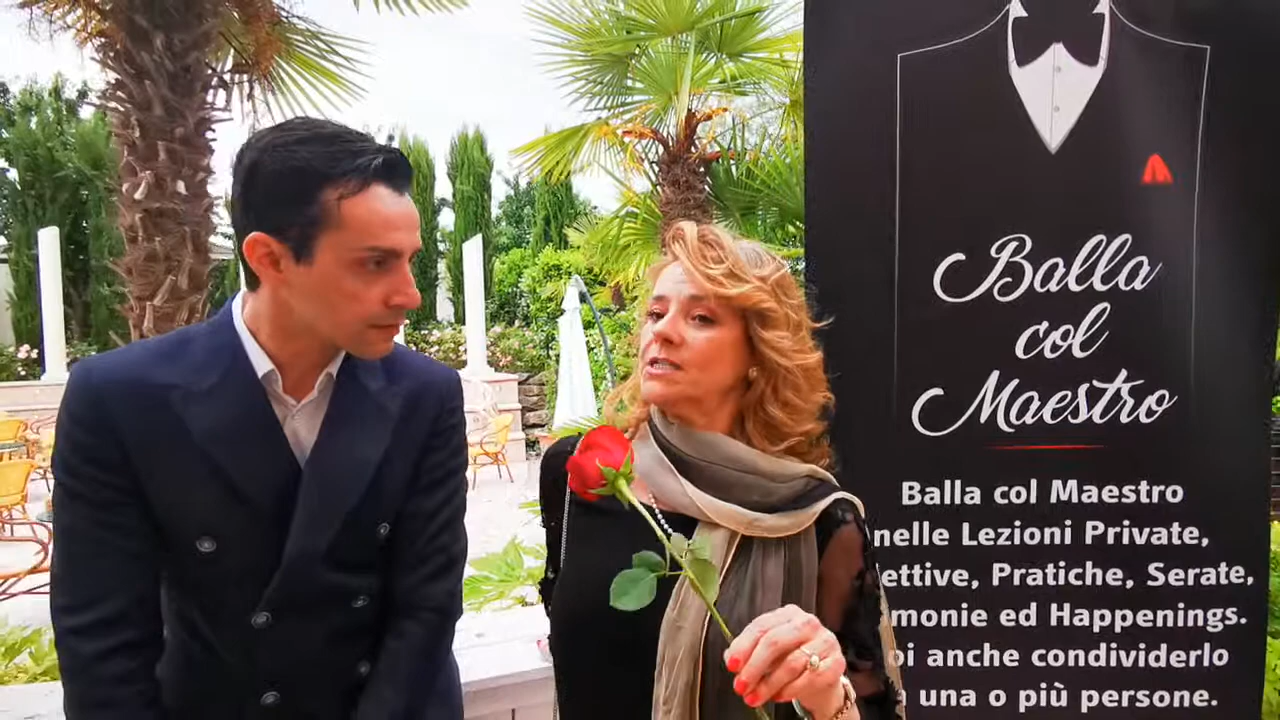 Balla
col
Maestro
Balla col Maestro
nelle Lezioni Private,
Pratiche, Serate,
ed Happenings.
anche condividerlo
una o più persone.